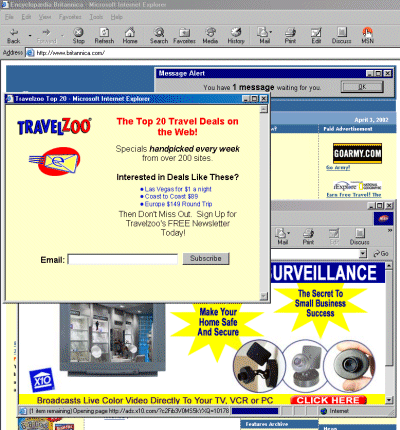 Encyclopædia Britannica - Microsoft Internet Explorer
File Edit View Favorites Tools Help
Back Forward Stop Refresh Home Search Favorites Media History Mail Print Edit Discuss MSN
Address http://www.britannica.com/
Message Alert
You have 1 message waiting for you.
OK
April 3, 2002
Travelzoo Top 20 - Microsoft Internet Explorer
TRAVELZOO
The Top 20 Travel Deals on
the Web!
Specials handpicked every week
from over 200 sites.
Interested in Deals Like These?
Las Vegas for $1 a night
Coast to Coast $89
Europe $149 Round Trip
Then Don't Miss Out. Sign Up for
Travelzoo's FREE Newsletter
Today!
Email:
Subscribe
Paid Advertisement
GOARMY.COM
Go Army!
iExplore
NATIONAL GEOGRAPHIC
Mail Print Edit Discuss
Go
SURVEILLANCE
The Secret To
Small Business
Success
Make Your
Home Safe
And Secure
X10
Broadcasts Live Color Video Directly To Your TV, VCR or PC
CLICK HERE
(1 item remaining) Opening page http://ads.x10.com/?
Internet
Features Archive
News